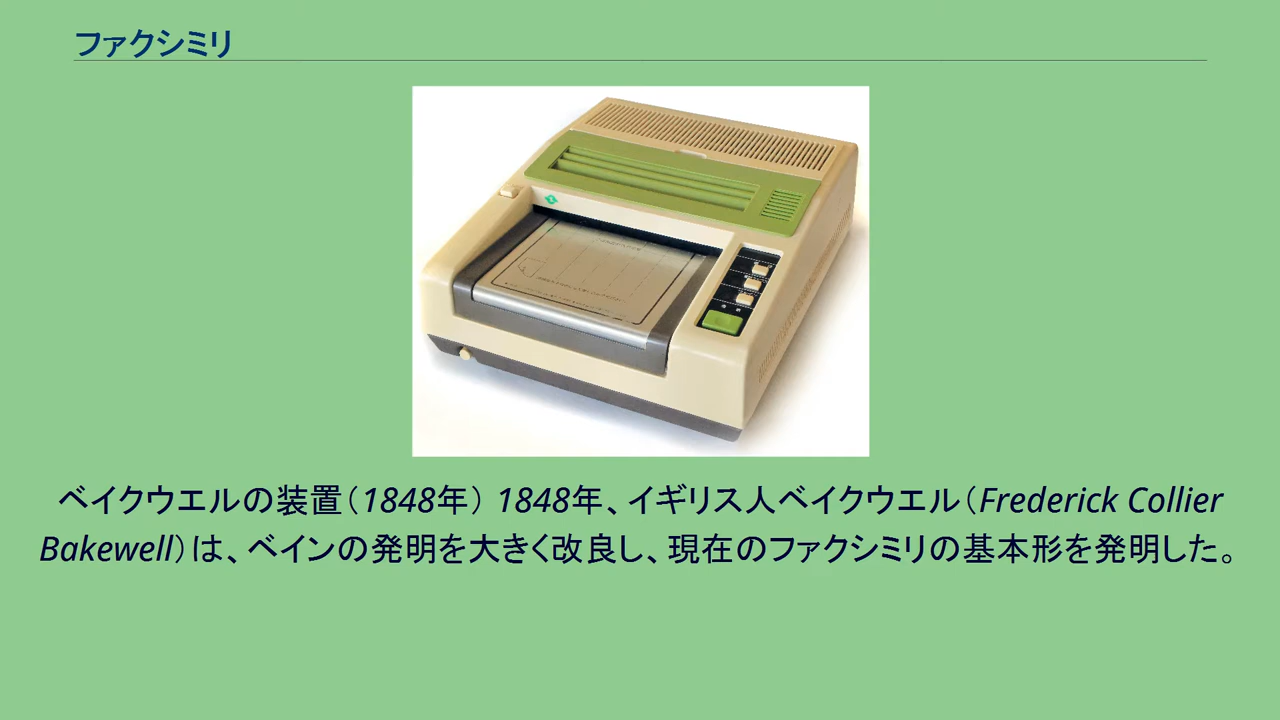 ファクシミリ
ベイクウエルの装置（1848年） 1848年、イギリス人ベイクウエル（Frederick Collier
Bakewell）は、ベインの発明を大きく改良し、現在のファクシミリの基本形を発明した。